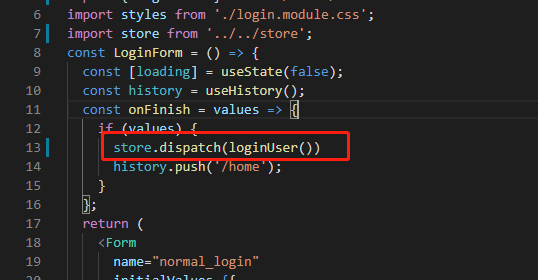 6 import styles from './login.module.css';
7 import store from '../../store';
8 const LoginForm = () => {
9 const [loading] = useState(false);
10 const history = useHistory();
11 const onFinish = values => {
12 if (values) {
13 store.dispatch(loginUser())
14 history.push('/home');
15 }
16 };
17 return (
18 <Form
19 name="normal_login"
initialValues {{